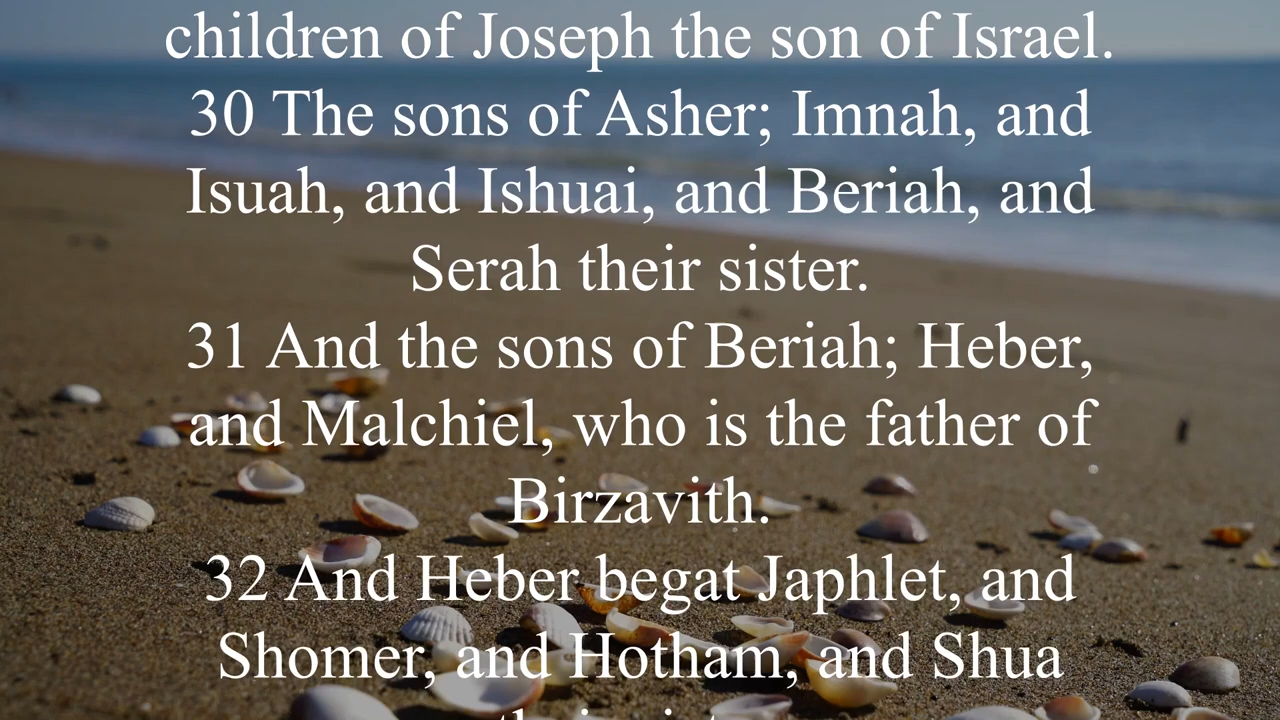 children of Joseph the son of Israel.
30 The sons of Asher; Imnah, and
Isuah, and Ishuai, and Beriah, and
Serah their sister.
31 And the sons of Beriah; Heber,
and Malchiel, who is the father of
Birzavith.
32 And Heber begat Japhlet, and
Shomer, and Hotham, and Shua